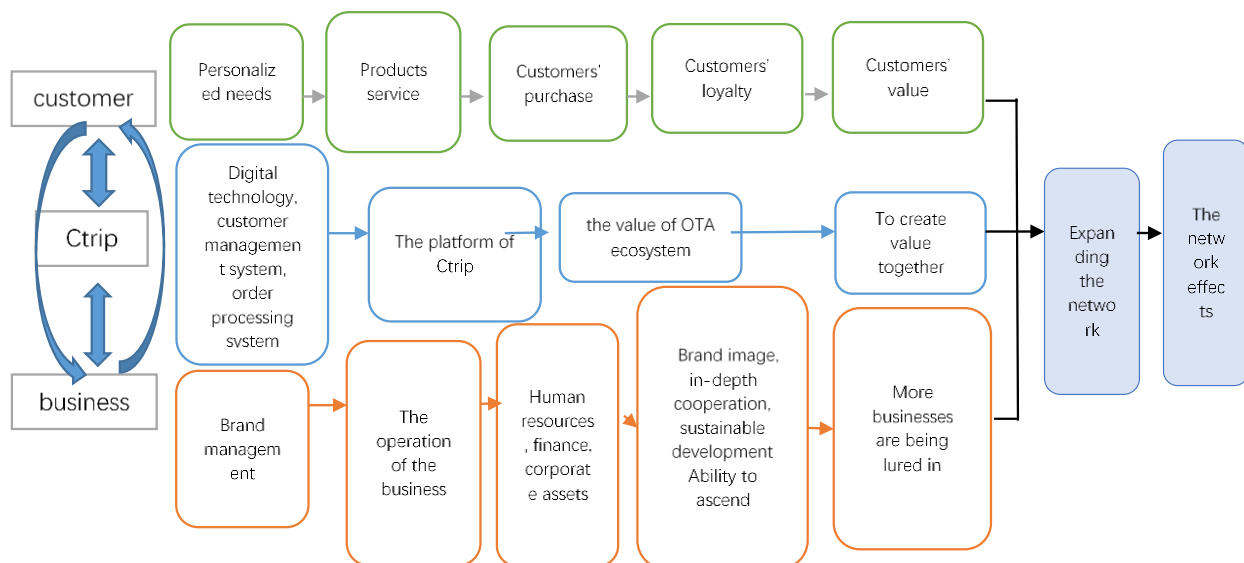 customer
Ctrip
business
Personaliz
ed needs
Products
service
Customers'
purchase
Customers'
loyalty
Customers'
value
Digital
technology,
customer
managemen
t system,
order
processing
system
The platform of
Ctrip
the value of OTA
ecosystem
To create
value
together
Brand
managem
ent
The
operation
of the
business
Human
resources
, finance,
corporat
e assets
Brand image,
in-depth
cooperation,
sustainable
development
Ability to
ascend
More
businesses
are being
lured in
Expan
ding
the
netwo
rk
The
netw
ork
effec
ts